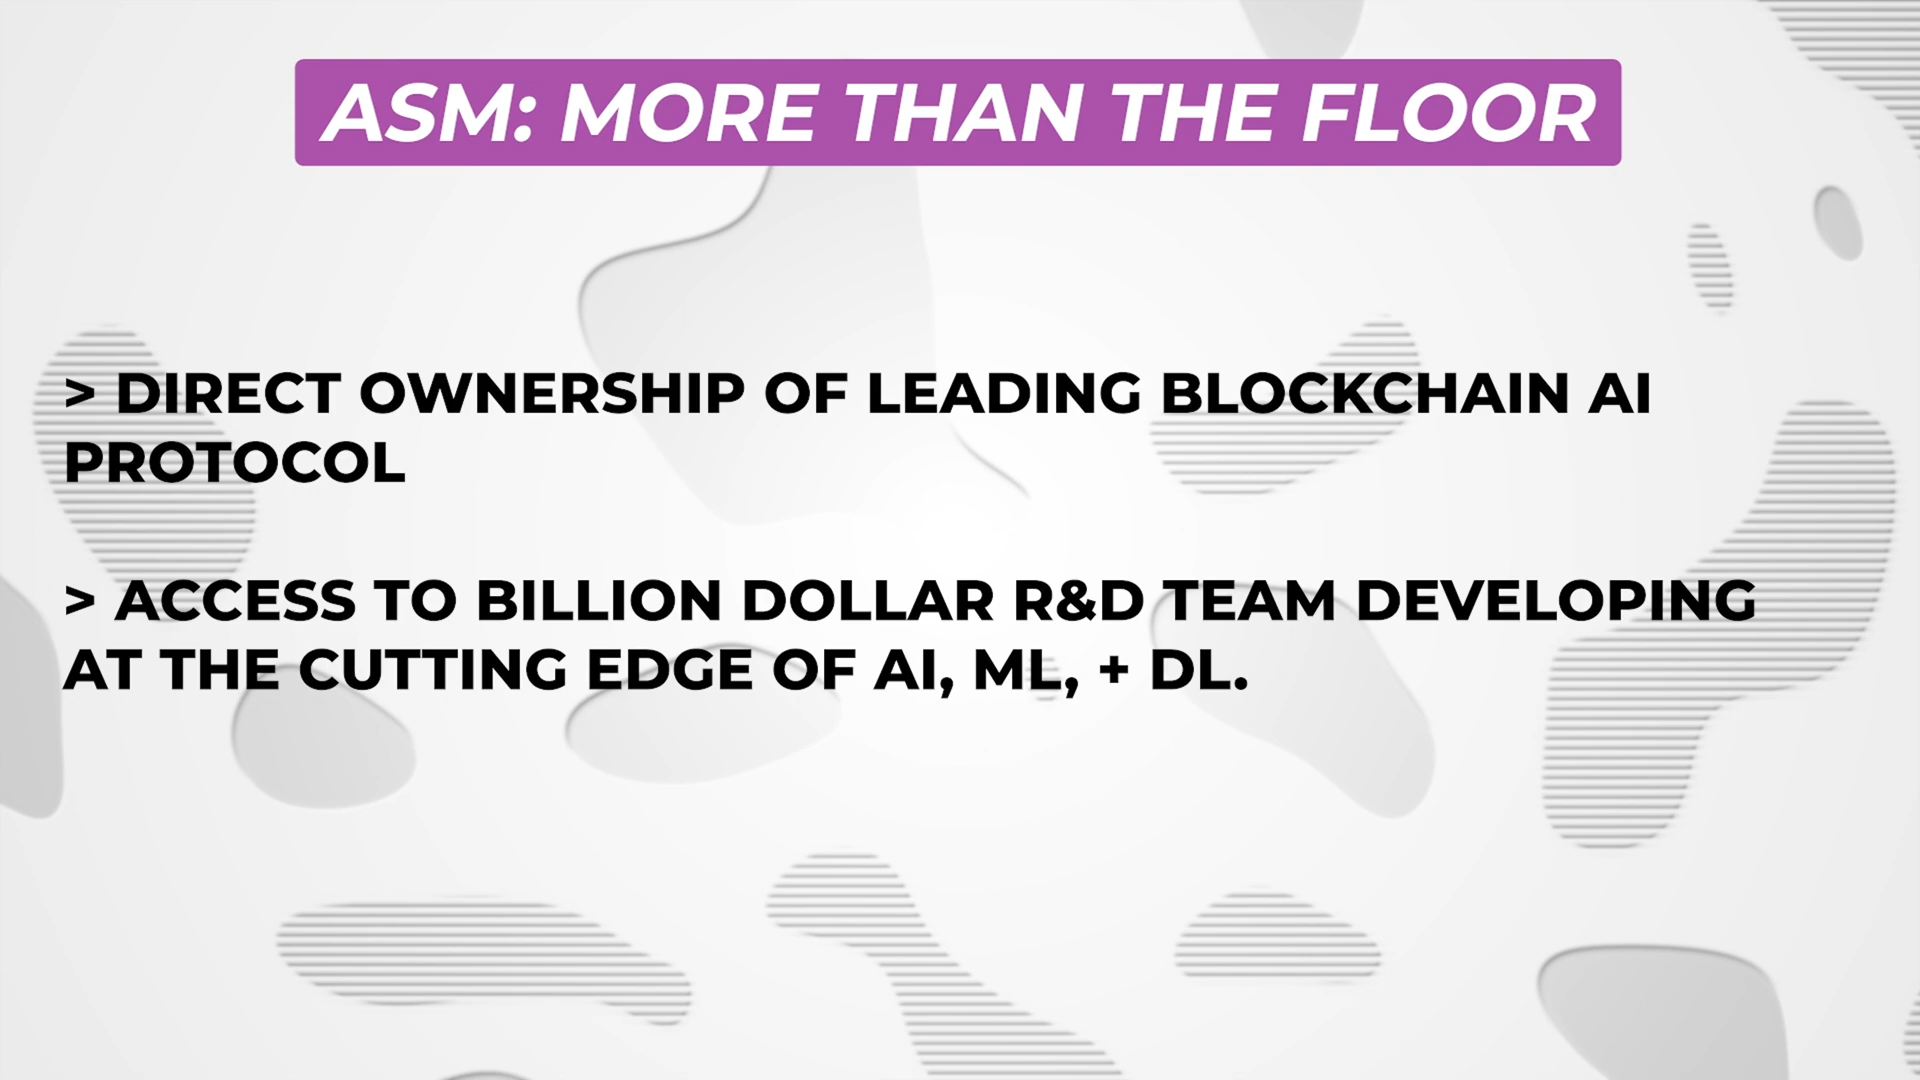 ASM: MORE THAN THE FLOOR
> DIRECT OWNERSHIP OF LEADING BLOCKCHAIN AI
PROTOCOL
> ACCESS TO BILLION DOLLAR R&D TEAM DEVELOPING
AT THE CUTTING EDGE OF AI, ML, + DL.